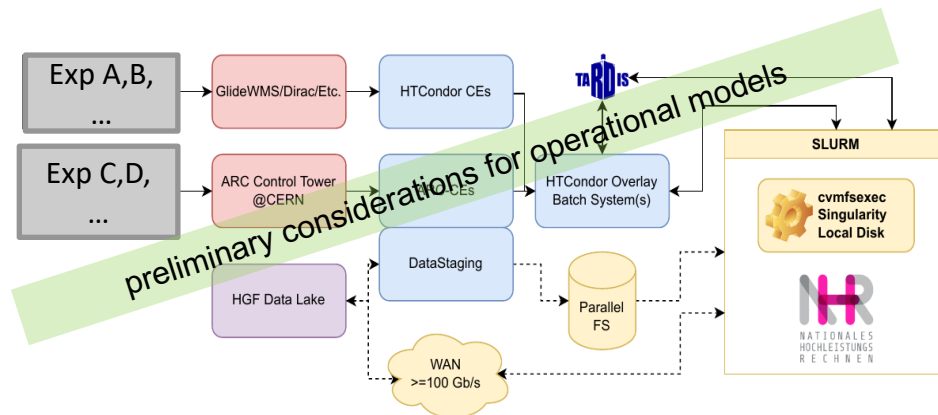 Exp A,B,
...
GlideWMS/Dirac/Etc.
HTCondor CEs
TARDIS
Exp C,D,
...
ARC Control Tower
@CERN
ARC-CEs
HTCondor Overlay
Batch System(s)
SLURM
cvmfsexec
Singularity
Local Disk
preliminary considerations for operational models
HGF Data Lake
DataStaging
Parallel
FS
WAN
>=100 Gb/s
NHR
NATIONALES
HOCHLEISTUNGS
RECHNEN